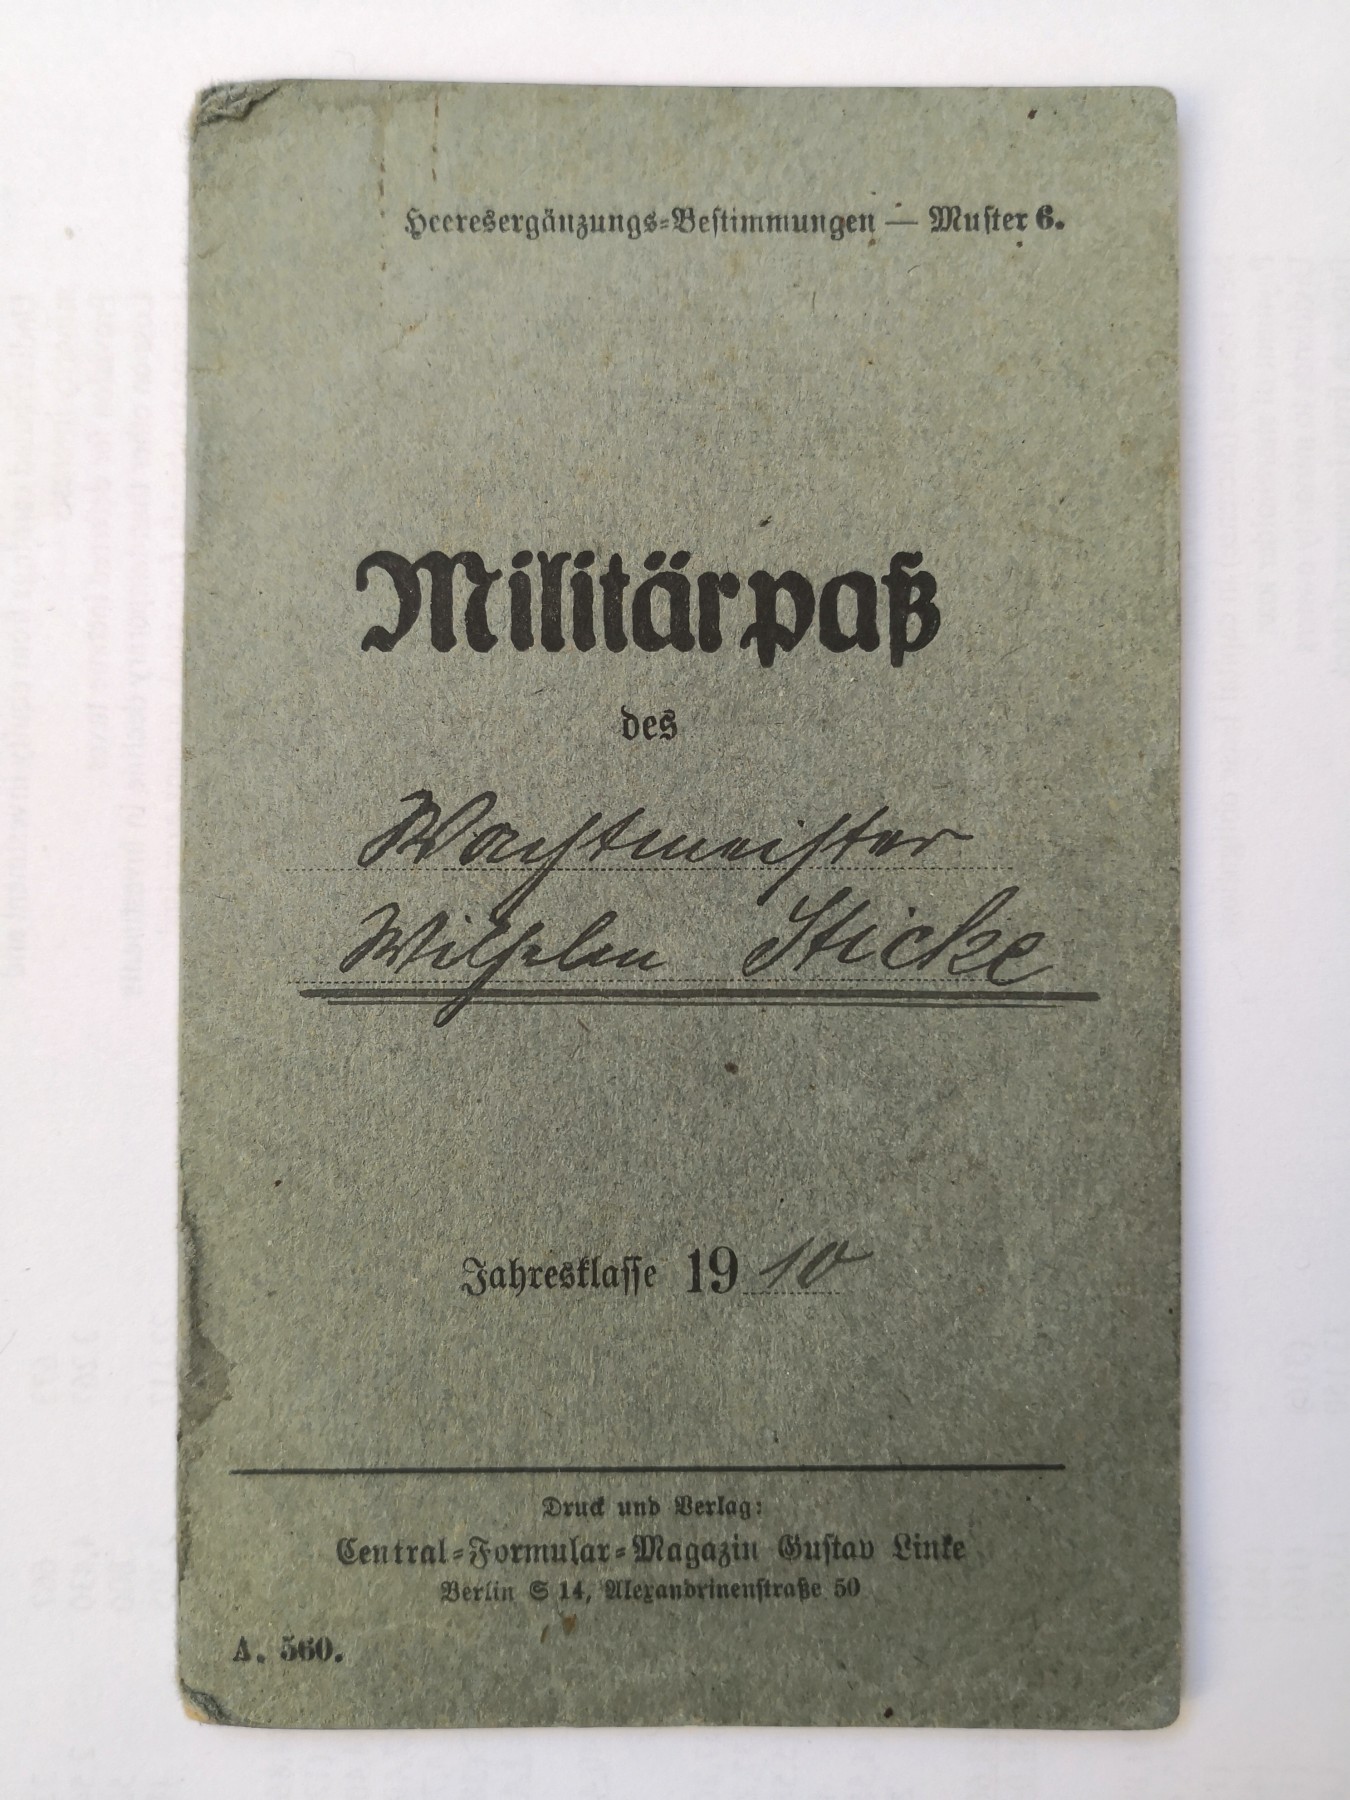 Heeresergänzungs-Bestimmungen — Muster 6.
Militärpaß
des
Wachtmeister
Wilhelm Sticke
Jahresklasse 1910
Druck und Verlag:
Central-Formular-Magazin Gustav Linke
Berlin S 14, Alexandrinenstraße 50
A. 560.